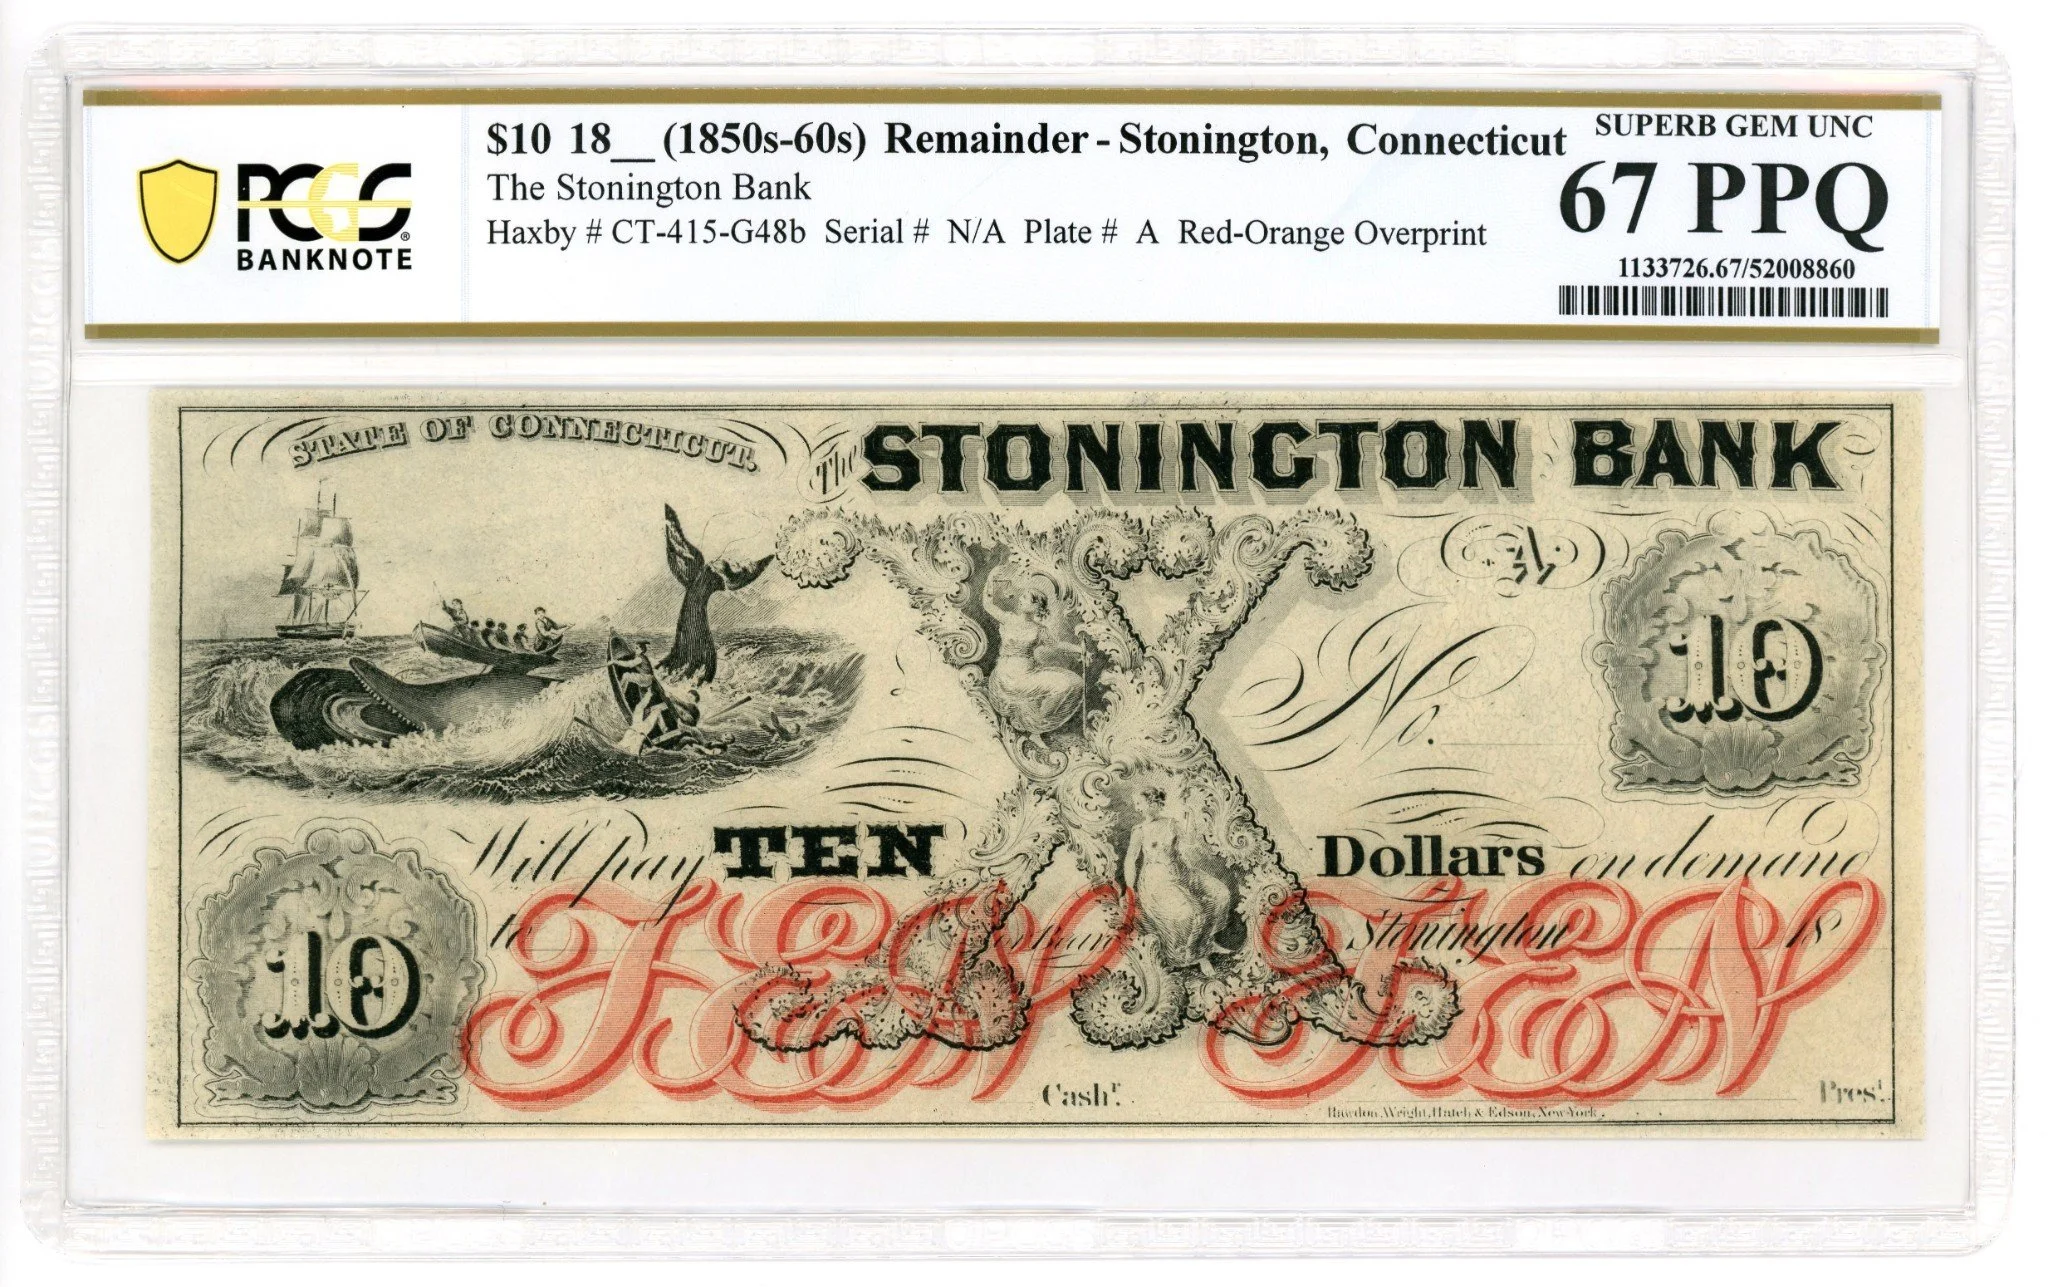 $10 18__ (1850s-60s) Remainder - Stonington, Connecticut
The Stonington Bank
Haxby # CT-415-G48b Serial # N/A Plate # A Red-Orange Overprint
SUPERB GEM UNC
67 PPQ
1133726.67/52008860
PCGS®
BANKNOTE
STATE OF CONNECTICUT.
The STONINGTON BANK
A.
No.
10
Will pay TEN Dollars on demand
to or bearer Stonington 18
TEN TEN
10
Cash.r Pres.t
Rawdon, Wright, Hatch & Edson, New York.